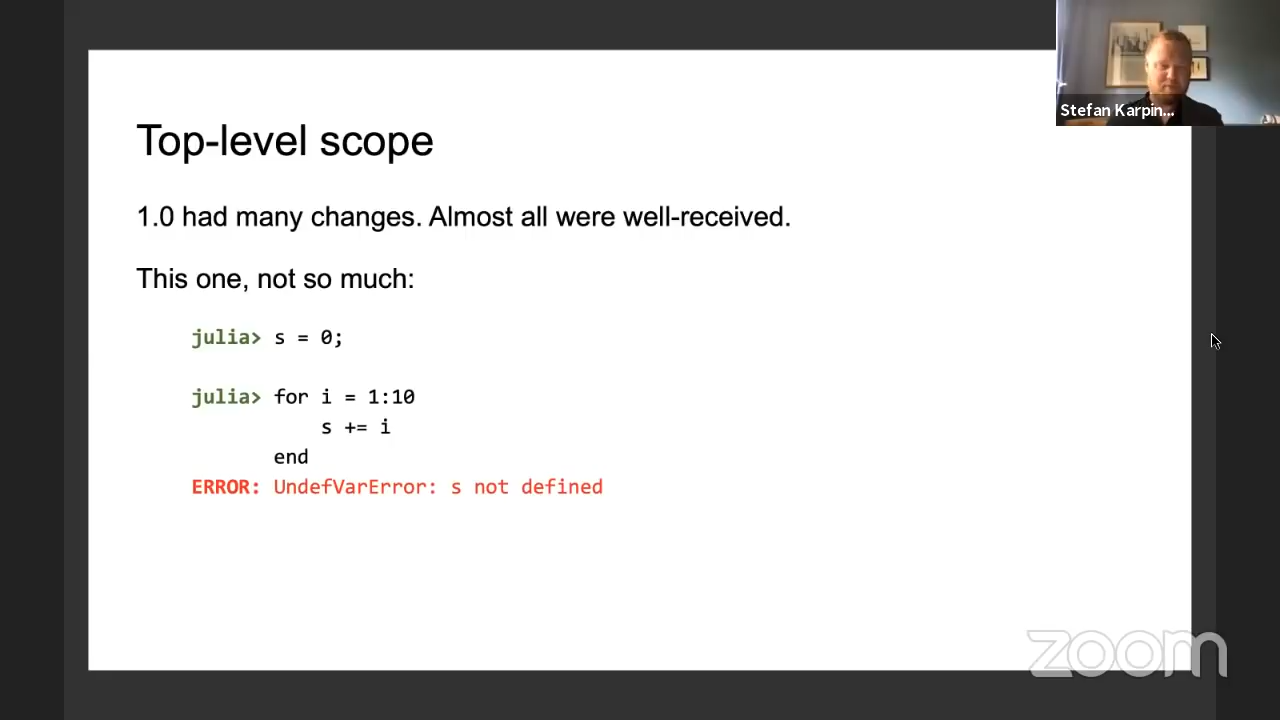 Stefan Karpin...
Top-level scope
1.0 had many changes. Almost all were well-received.
This one, not so much:
julia> s = 0;
julia> for i = 1:10
s += i
end
ERROR: UndefVarError: s not defined
zoom